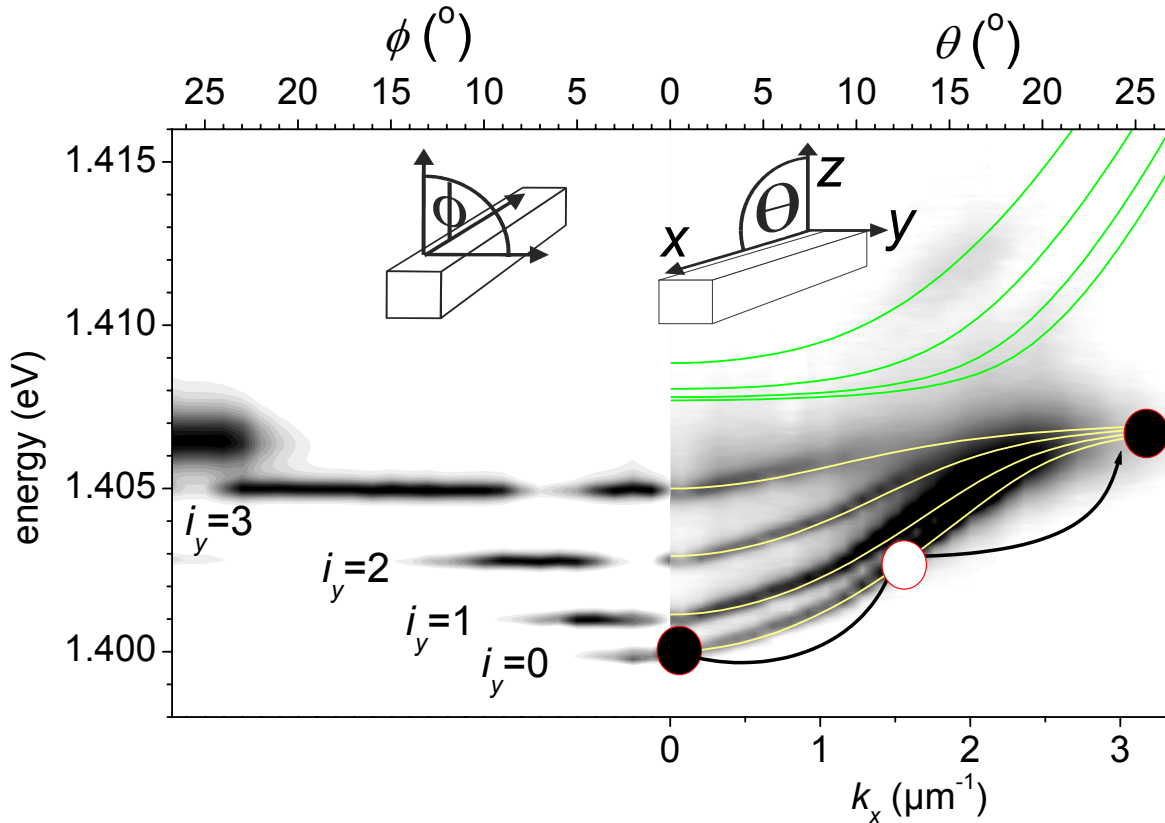 ϕ (°) θ (°)
25 20 15 10 5 0 5 10 15 20 25
1.415
1.410
1.405
1.400
energy (eV)
ϕ
θ
z
x
y
i_y=3
i_y=2
i_y=1
i_y=0
0 1 2 3
k_x (µm⁻¹)